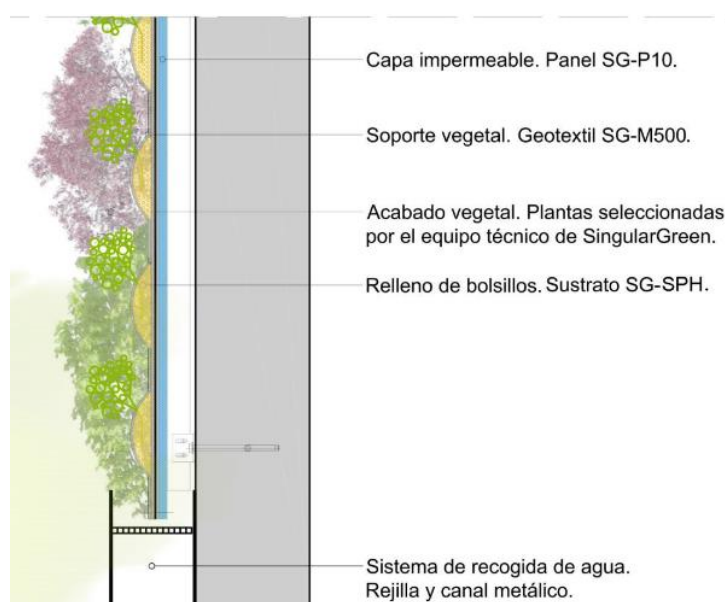 Capa impermeable. Panel SG-P10.
Soporte vegetal. Geotextil SG-M500.
Acabado vegetal. Plantas seleccionadas
por el equipo técnico de SingularGreen.
Relleno de bolsillos. Sustrato SG-SPH.
Sistema de recogida de agua.
Rejilla y canal metálico.